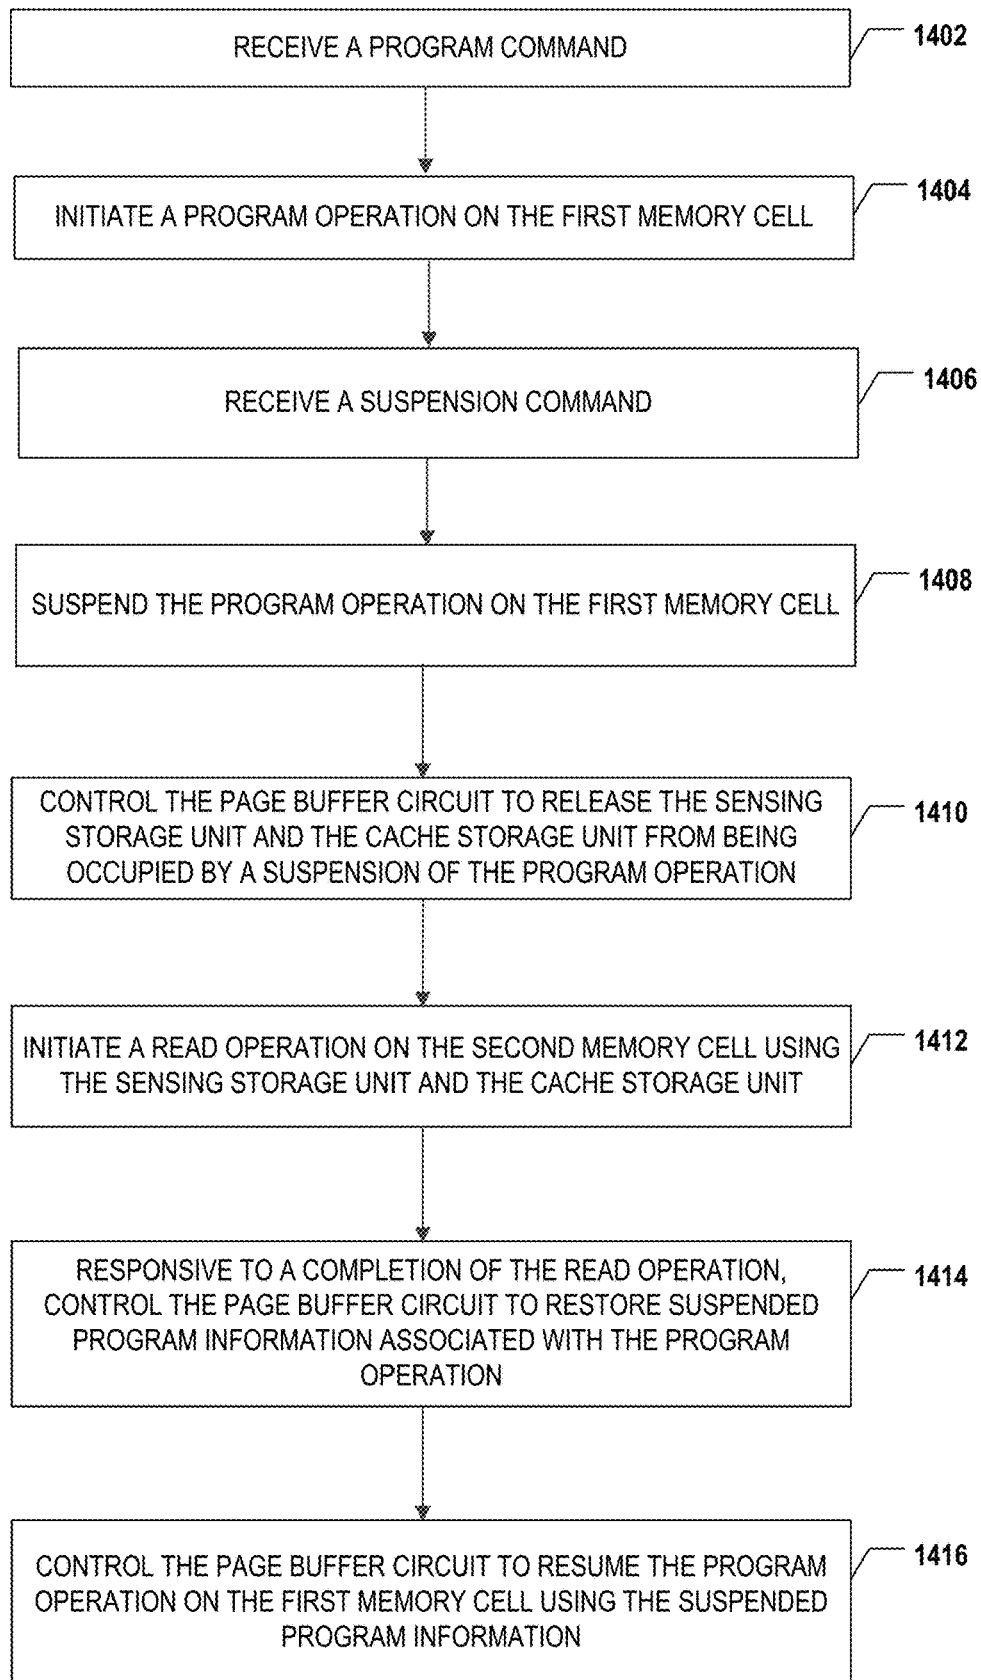 RECEIVE A PROGRAM COMMAND
1402
INITIATE A PROGRAM OPERATION ON THE FIRST MEMORY CELL
1404
RECEIVE A SUSPENSION COMMAND
1406
SUSPEND THE PROGRAM OPERATION ON THE FIRST MEMORY CELL
1408
CONTROL THE PAGE BUFFER CIRCUIT TO RELEASE THE SENSING
STORAGE UNIT AND THE CACHE STORAGE UNIT FROM BEING
OCCUPIED BY A SUSPENSION OF THE PROGRAM OPERATION
1410
INITIATE A READ OPERATION ON THE SECOND MEMORY CELL USING
THE SENSING STORAGE UNIT AND THE CACHE STORAGE UNIT
1412
RESPONSIVE TO A COMPLETION OF THE READ OPERATION,
CONTROL THE PAGE BUFFER CIRCUIT TO RESTORE SUSPENDED
PROGRAM INFORMATION ASSOCIATED WITH THE PROGRAM
OPERATION
1414
CONTROL THE PAGE BUFFER CIRCUIT TO RESUME THE PROGRAM
OPERATION ON THE FIRST MEMORY CELL USING THE SUSPENDED
PROGRAM INFORMATION
1416